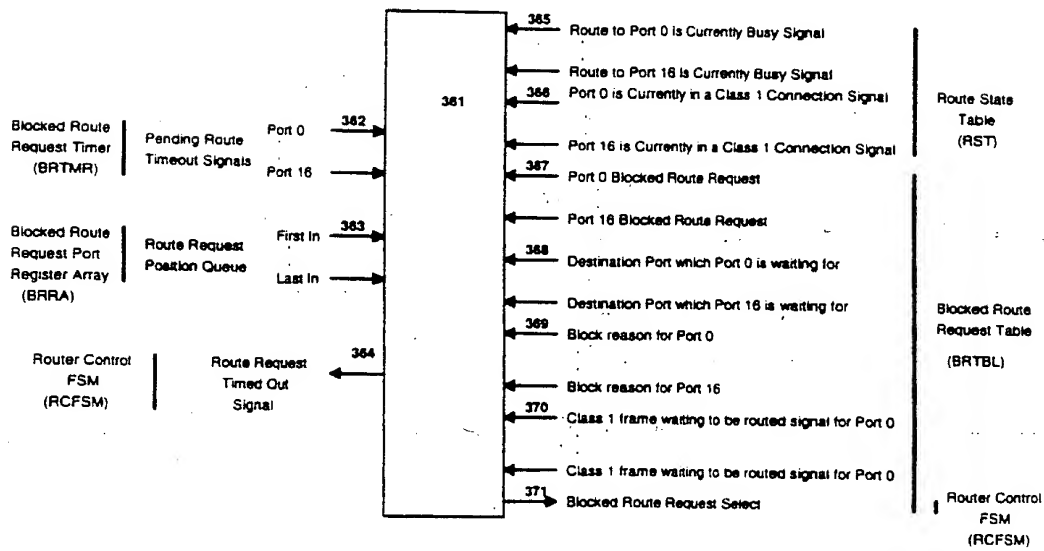 365
Route to Port 0 is Currently Busy Signal
Route to Port 16 is Currently Busy Signal
361
366
Port 0 is Currently in a Class 1 Connection Signal
Route State
Table
(RST)
Blocked Route
Request Timer
(BRTMR)
Pending Route
Timeout Signals
Port 0
362
Port 16
Port 16 is Currently in a Class 1 Connection Signal
367
Port 0 Blocked Route Request
Port 16 Blocked Route Request
Blocked Route
Request Port
Register Array
(BRRA)
Route Request
Position Queue
First In
363
Last In
368
Destination Port which Port 0 is waiting for
Destination Port which Port 16 is waiting for
369
Block reason for Port 0
Blocked Route
Request Table
(BRTBL)
Router Control
FSM
(RCFSM)
Route Request
Timed Out
Signal
364
Block reason for Port 16
370
Class 1 frame waiting to be routed signal for Port 0
Class 1 frame waiting to be routed signal for Port 0
371
Blocked Route Request Select
Router Control
FSM
(RCFSM)